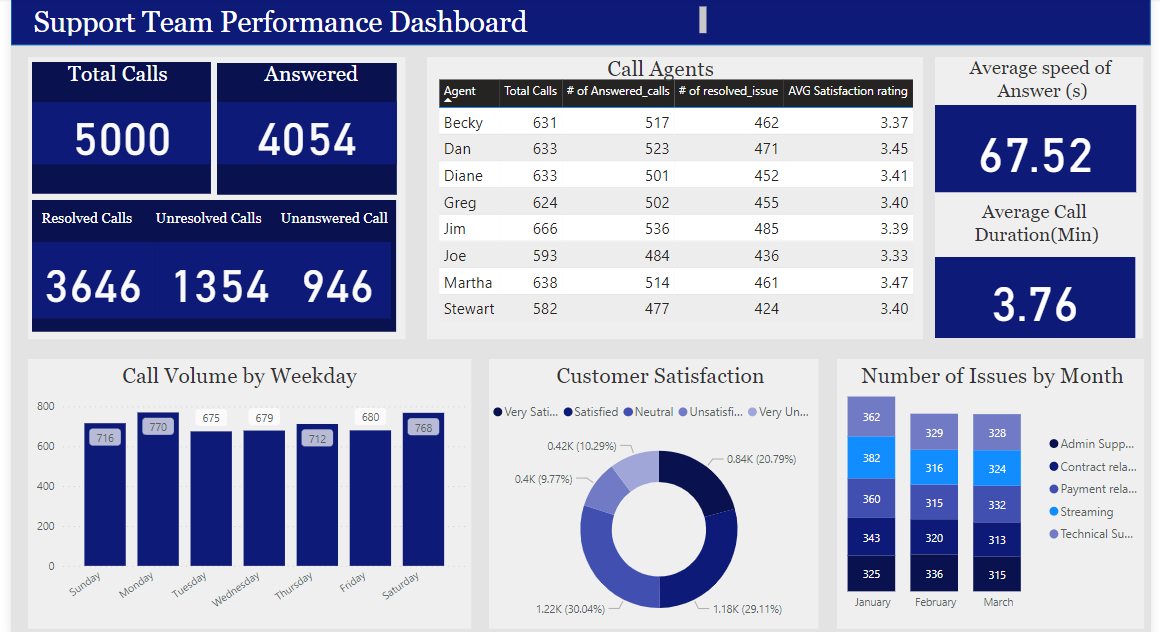 Support Team Performance Dashboard
Total Calls
5000
Answered
4054
Resolved Calls Unresolved Calls Unanswered Call
3646 1354 946
Call Agents
Agent Total Calls # of Answered_calls # of resolved_issue AVG Satisfaction rating
Becky 631 517 462 3.37
Dan 633 523 471 3.45
Diane 633 501 452 3.41
Greg 624 502 455 3.40
Jim 666 536 485 3.39
Joe 593 484 436 3.33
Martha 638 514 461 3.47
Stewart 582 477 424 3.40
Average speed of
Answer (s)
67.52
Average Call
Duration(Min)
3.76
Call Volume by Weekday
800
600
400
200
0
716 770 675 679 712 680 768
Sunday Monday Tuesday Wednesday Thursday Friday Saturday
Customer Satisfaction
Very Sati... Satisfied Neutral Unsatisfi... Very Un...
0.42K (10.29%)
0.84K (20.79%)
0.4K (9.77%)
1.22K (30.04%)
1.18K (29.11%)
Number of Issues by Month
362 329 328
382 316 324
360 315 332
343 320 313
325 336 315
January February March
Admin Supp...
Contract rela...
Payment rela...
Streaming
Technical Su...